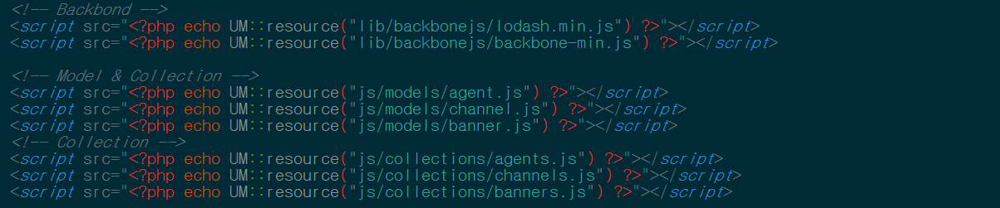 <!-- Backbond -->
<script src="<?php echo UM::resource("lib/backbonejs/lodash.min.js") ?>"></script>
<script src="<?php echo UM::resource("lib/backbonejs/backbone-min.js") ?>"></script>
<!-- Model & Collection -->
<script src="<?php echo UM::resource("js/models/agent.js") ?>"></script>
<script src="<?php echo UM::resource("js/models/channel.js") ?>"></script>
<script src="<?php echo UM::resource("js/models/banner.js") ?>"></script>
<!-- Collection -->
<script src="<?php echo UM::resource("js/collections/agents.js") ?>"></script>
<script src="<?php echo UM::resource("js/collections/channels.js") ?>"></script>
<script src="<?php echo UM::resource("js/collections/banners.js") ?>"></script>